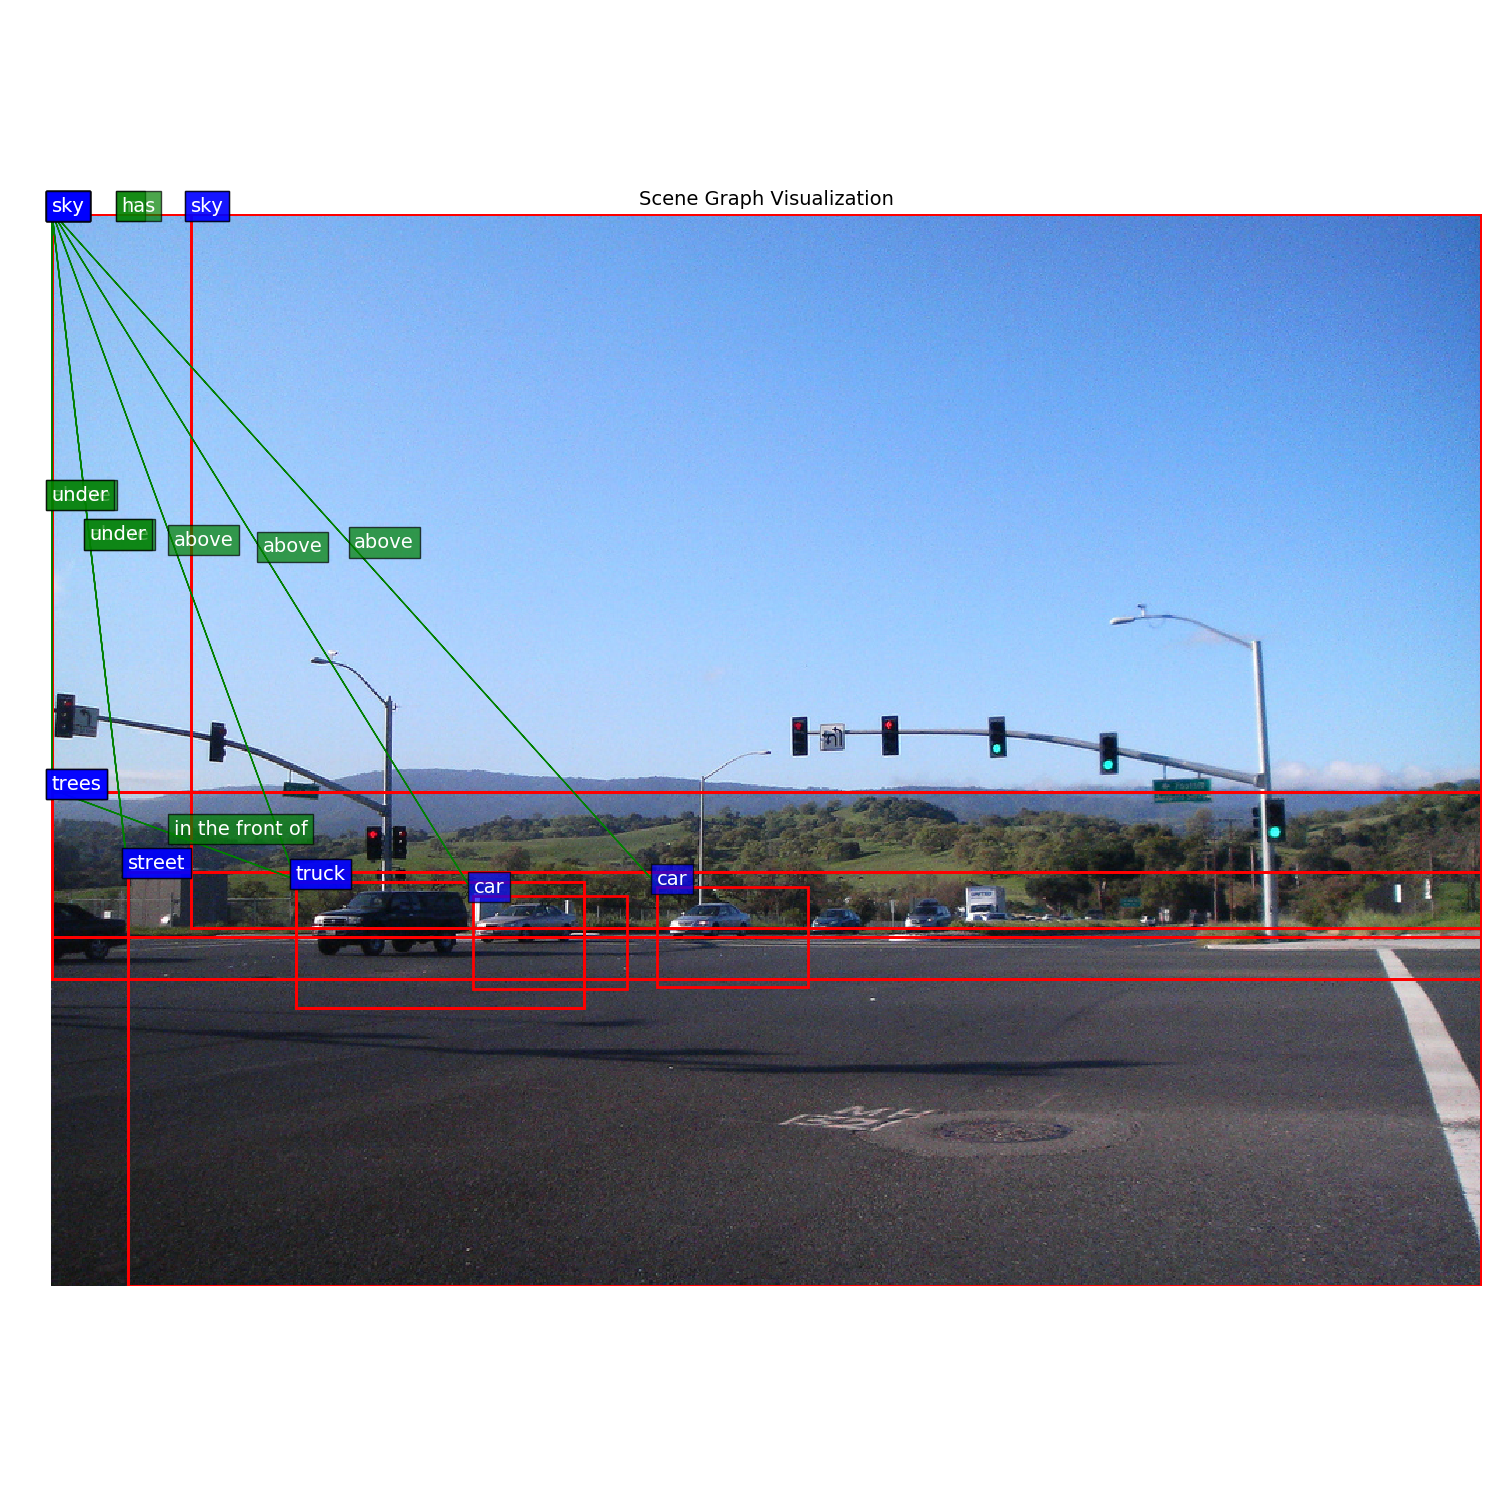 Scene Graph Visualization
sky
has
sky
under
under
above
above
above
trees
in the front of
street
truck
car
car
MH